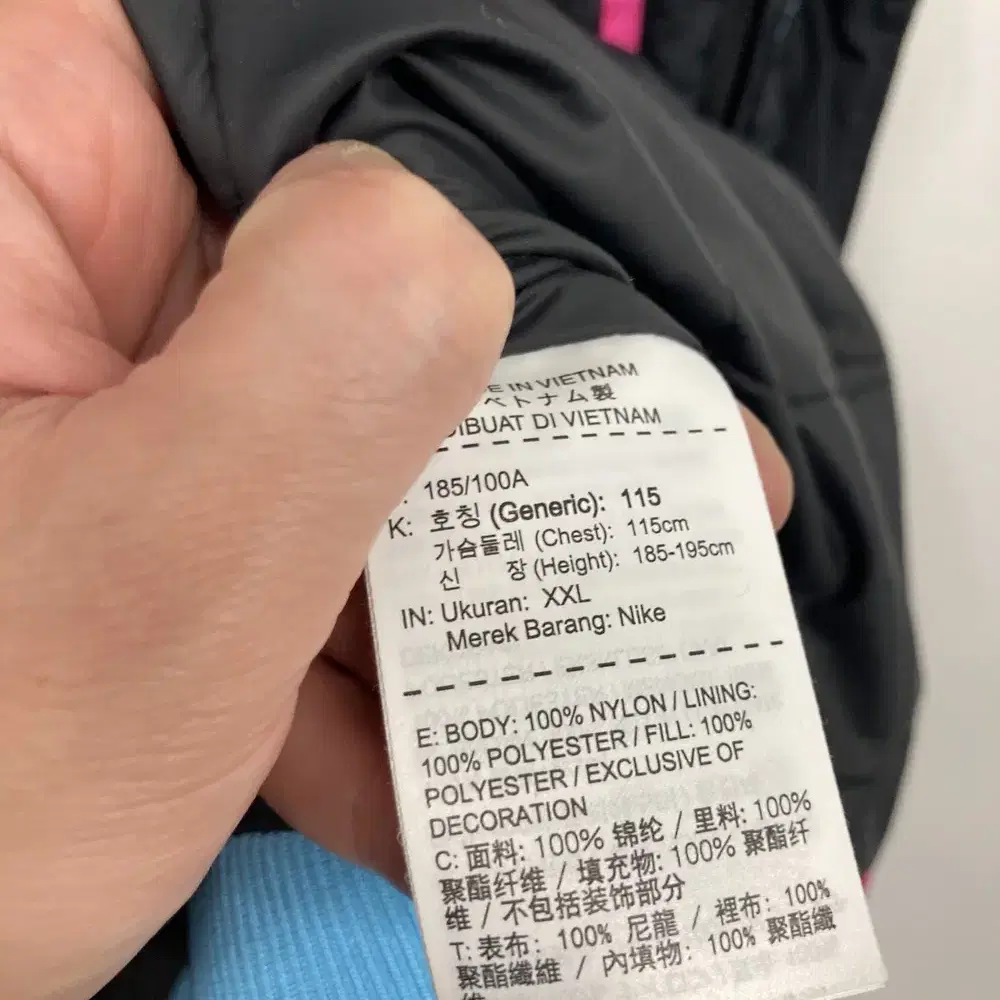 IN VIETNAM
ベトナム製
DIBUAT DI VIETNAM
185/100A
K: 호칭 (Generic): 115
가슴둘레 (Chest): 115cm
신 장 (Height): 185-195cm
IN: Ukuran: XXL
Merek Barang: Nike
E: BODY: 100% NYLON / LINING:
100% POLYESTER / FILL: 100%
POLYESTER / EXCLUSIVE OF
DECORATION
C: 面料: 100% 锦纶 / 里料: 100%
聚酯纤维 / 填充物: 100% 聚酯纤
维 / 不包括装饰部分
T: 表布: 100% 尼龍 / 裡布: 100%
聚酯纖維 / 內填物: 100% 聚酯纖